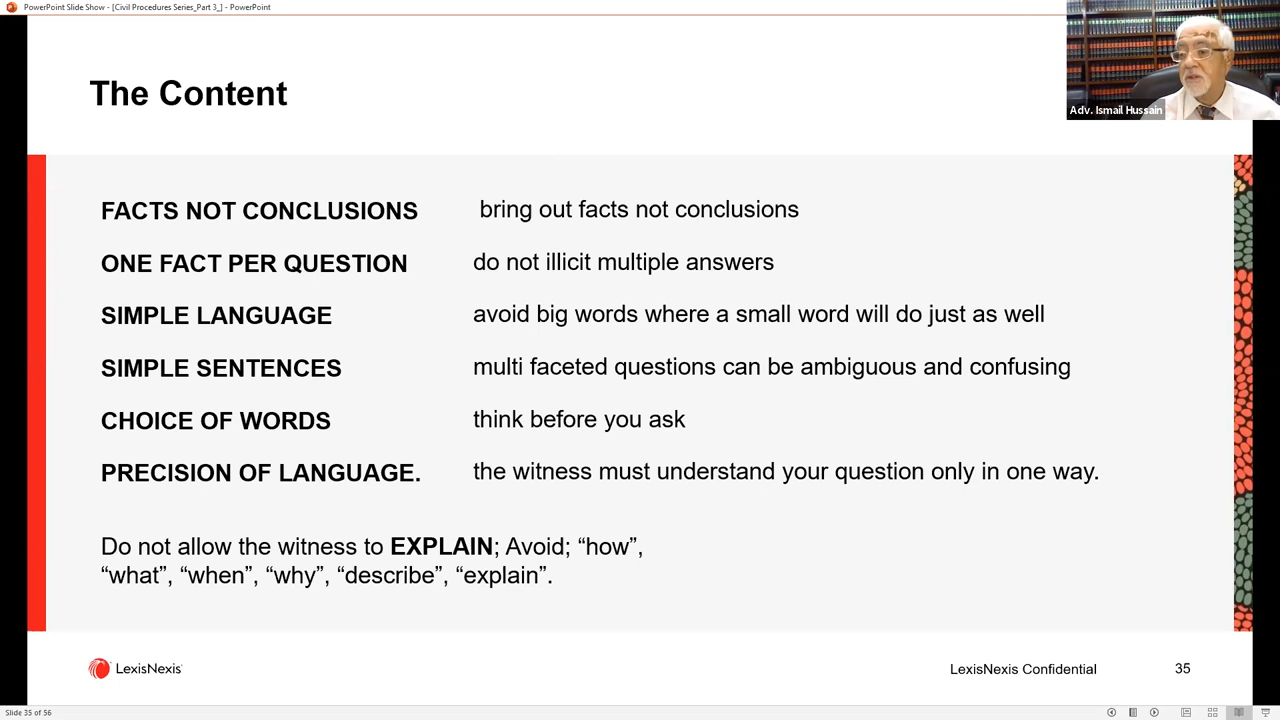 PowerPoint Slide Show - [Civil Procedures Series_Part 3_] - PowerPoint
Adv. Ismail Hussain
The Content
FACTS NOT CONCLUSIONS bring out facts not conclusions
ONE FACT PER QUESTION do not illicit multiple answers
SIMPLE LANGUAGE avoid big words where a small word will do just as well
SIMPLE SENTENCES multi faceted questions can be ambiguous and confusing
CHOICE OF WORDS think before you ask
PRECISION OF LANGUAGE. the witness must understand your question only in one way.
Do not allow the witness to EXPLAIN; Avoid; “how”,
“what”, “when”, “why”, “describe”, “explain”.
LexisNexis
LexisNexis Confidential 35
Slide 35 of 56